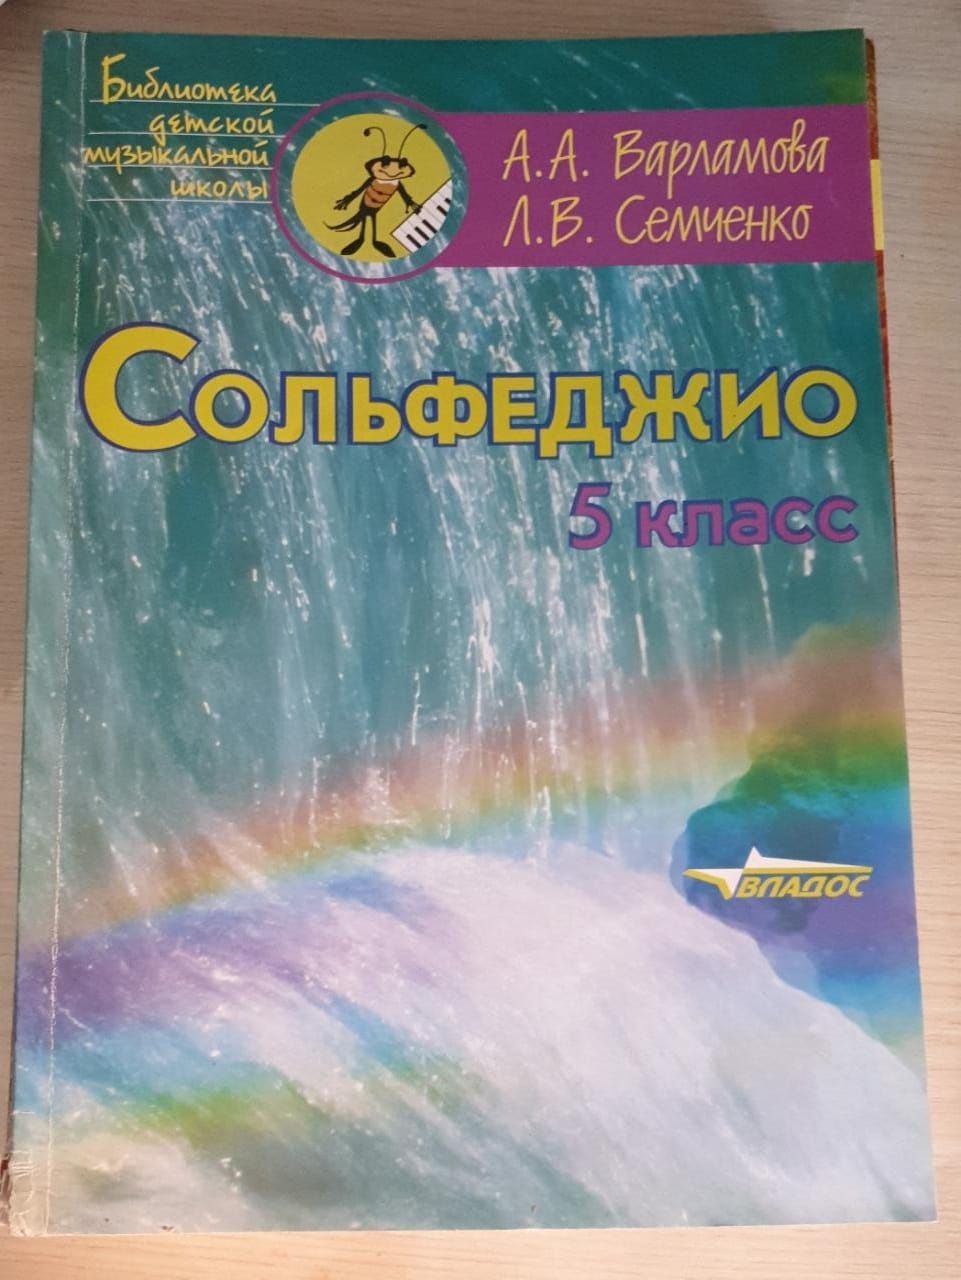 Библиотека
детской
музыкальной
школы
А.А. Варламова
Л.В. Семченко
Сольфеджио
5 класс
ВЛАДОС